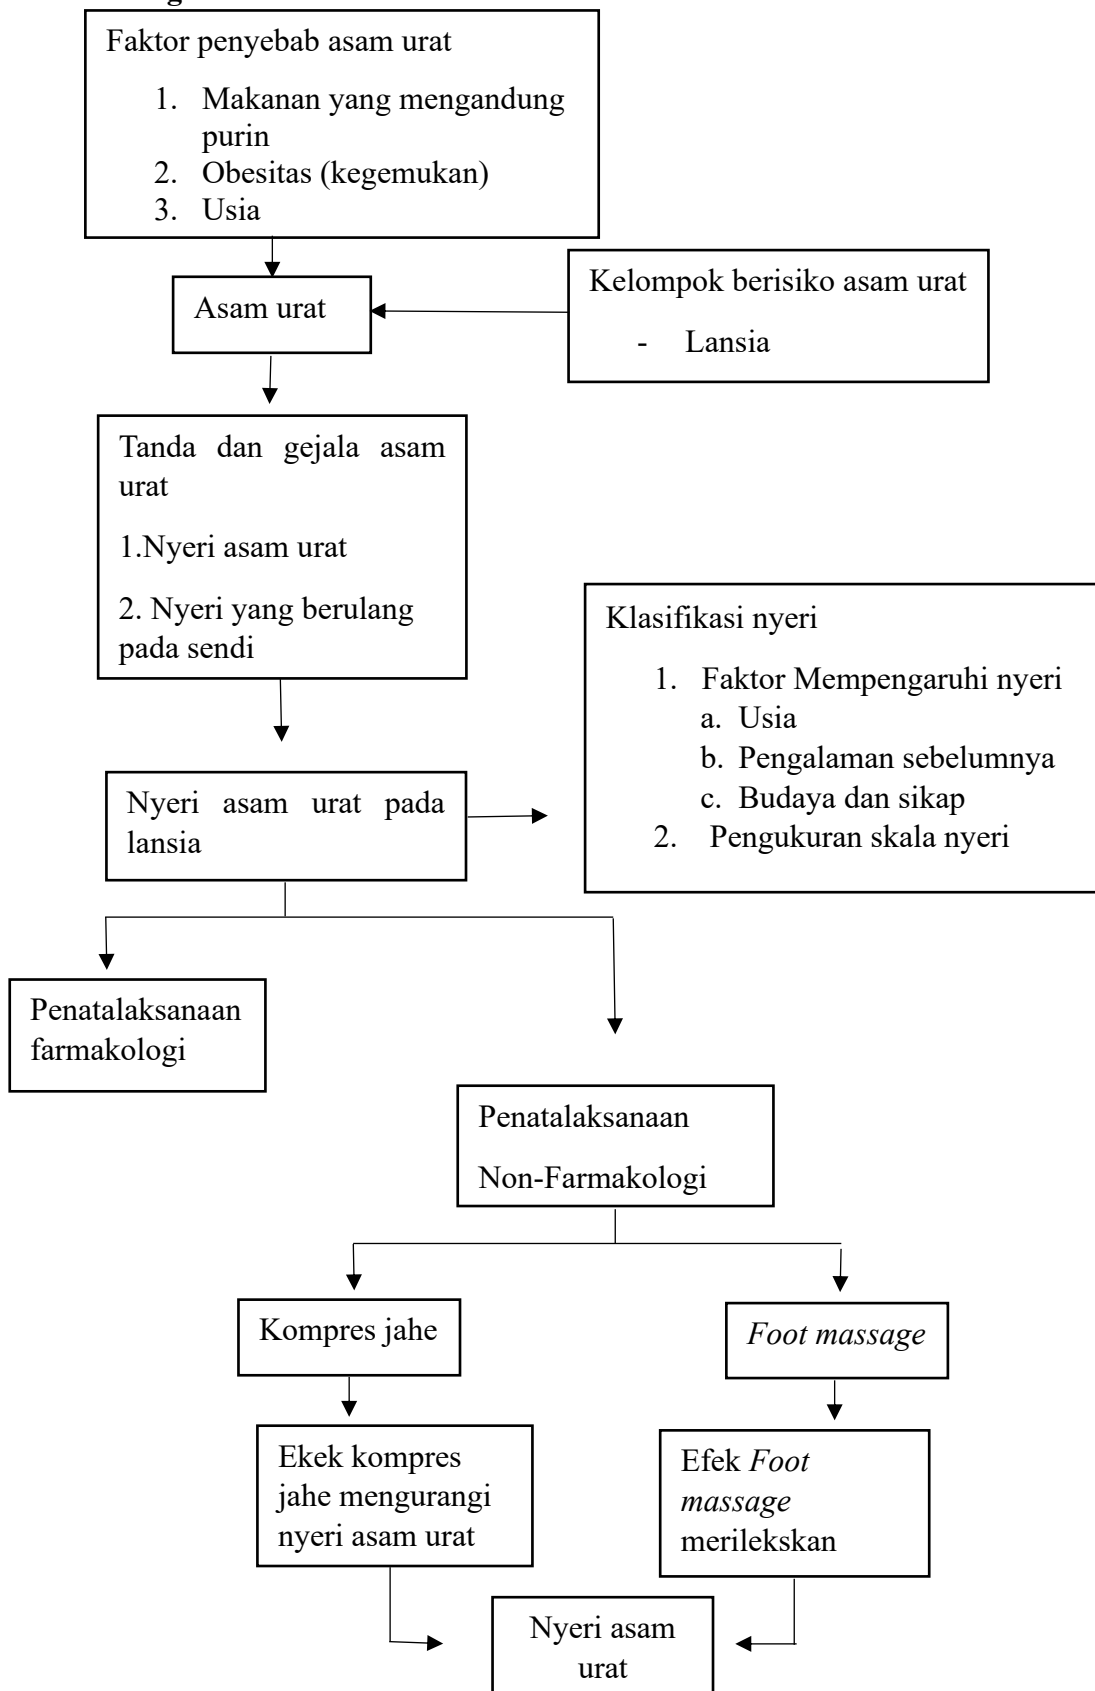 Faktor penyebab asam urat
1. Makanan yang mengandung
purin
2. Obesitas (kegemukan)
3. Usia
Asam urat
Kelompok berisiko asam urat
- Lansia
Tanda dan gejala asam
urat
1.Nyeri asam urat
2. Nyeri yang berulang
pada sendi
Klasifikasi nyeri
1. Faktor Mempengaruhi nyeri
a. Usia
b. Pengalaman sebelumnya
c. Budaya dan sikap
2. Pengukuran skala nyeri
Nyeri asam urat pada
lansia
Penatalaksanaan
farmakologi
Penatalaksanaan
Non-Farmakologi
Kompres jahe
Foot massage
Ekek kompres
jahe mengurangi
nyeri asam urat
Efek Foot
massage
merilekskan
Nyeri asam
urat